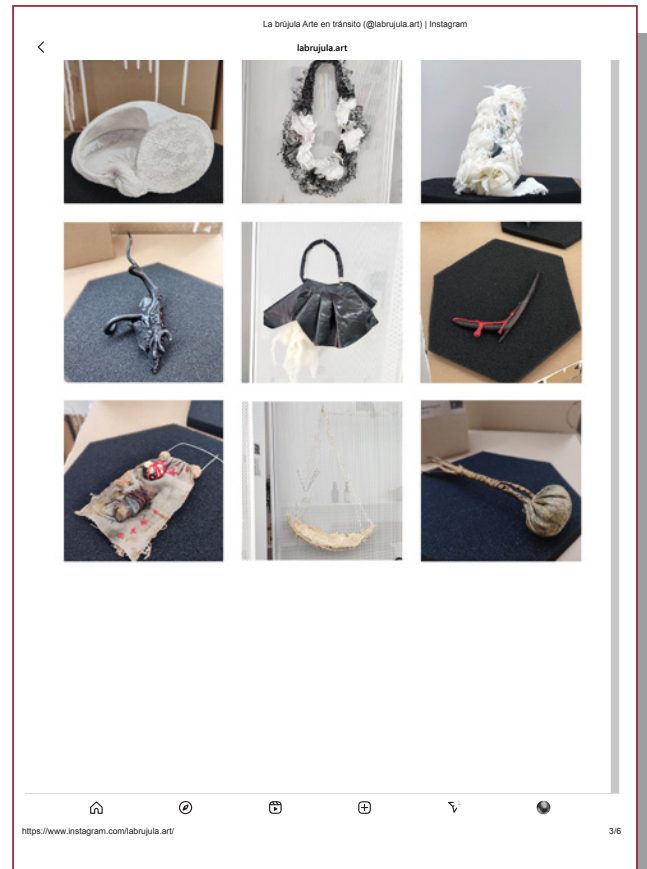 La brújula Arte en tránsito (@labrujula.art) | Instagram
labrujula.art
https://www.instagram.com/labrujula.art/
3/6